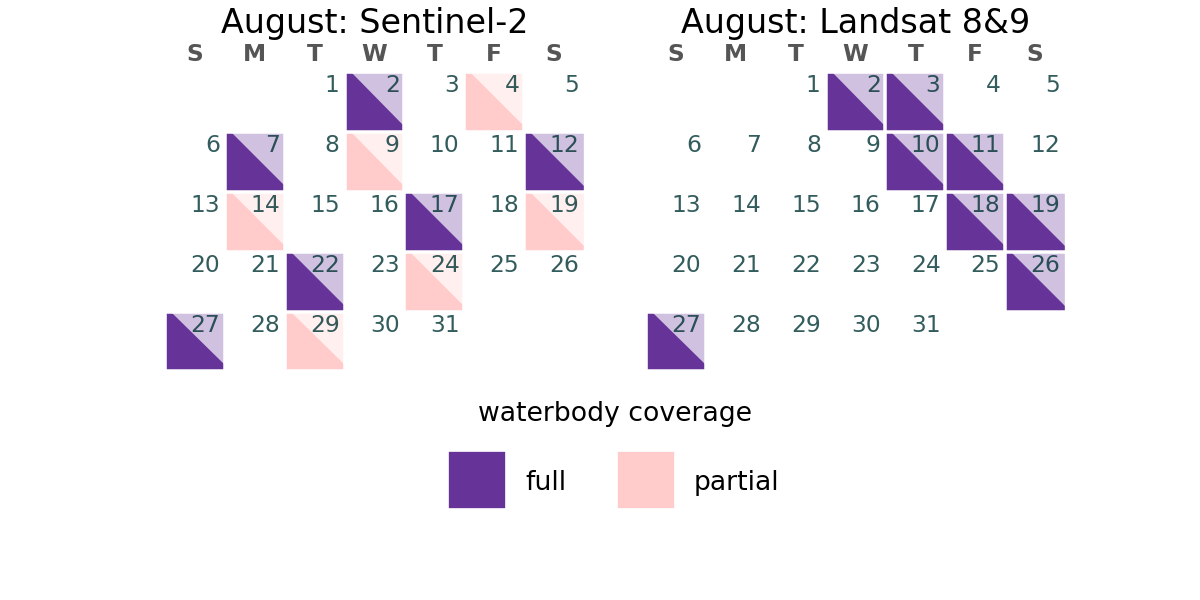 August: Sentinel-2
S M T W T F S
1 2 3 4 5
6 7 8 9 10 11 12
13 14 15 16 17 18 19
20 21 22 23 24 25 26
27 28 29 30 31
August: Landsat 8&9
S M T W T F S
1 2 3 4 5
6 7 8 9 10 11 12
13 14 15 16 17 18 19
20 21 22 23 24 25 26
27 28 29 30 31
waterbody coverage
full partial